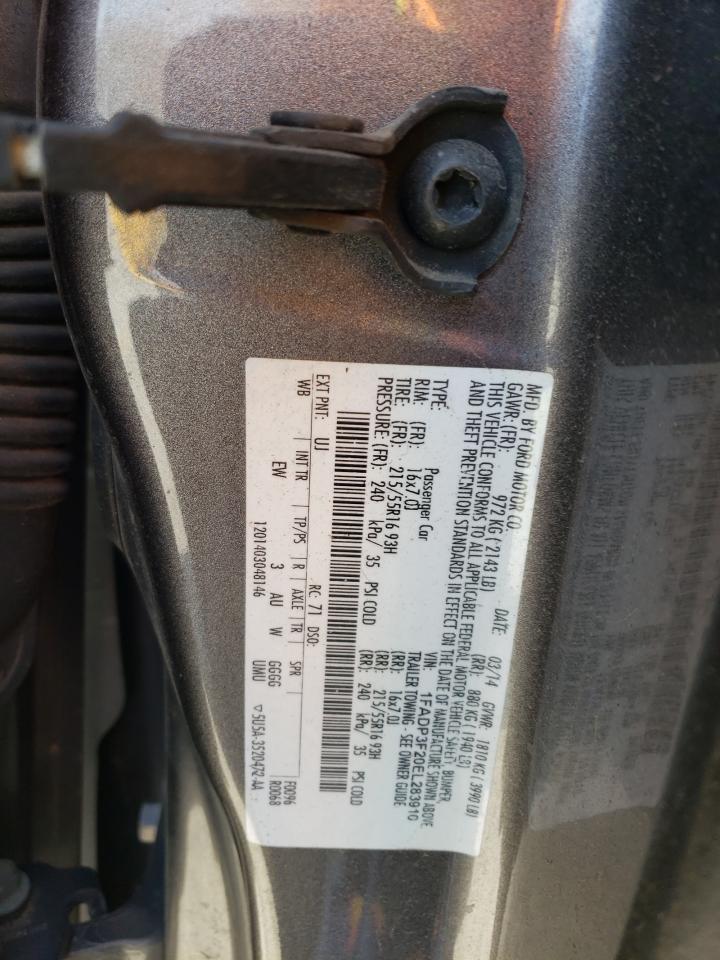 MFD. BY FORD MOTOR CO.
DATE: 03/14 GVWR: 1810 KG ( 3990 LB)
GAWR: (FR): 972 KG ( 2143 LB) (RR): 880 KG ( 1940 LB)
THIS VEHICLE CONFORMS TO ALL APPLICABLE FEDERAL MOTOR VEHICLE SAFETY, BUMPER,
AND THEFT PREVENTION STANDARDS IN EFFECT ON THE DATE OF MANUFACTURE SHOWN ABOVE.
VIN: 1FADP3F20EL283910
TYPE: Passenger Car TRAILER TOWING - SEE OWNER GUIDE
RIM: (FR): 16x7.0J (RR): 16x7.0J
TIRE: (FR): 215/55R16 93H (RR): 215/55R16 93H
PRESSURE: (FR): 240 kPa/ 35 PSI COLD (RR): 240 kPa/ 35 PSI COLD
EXT PNT: UJ RC: 71 DSO: F0096
WB INT TR TP/PS R AXLE TR SPR R0068
EW 3 AU W GGGG UMU
1201403048146 5U5A-3520472-AA